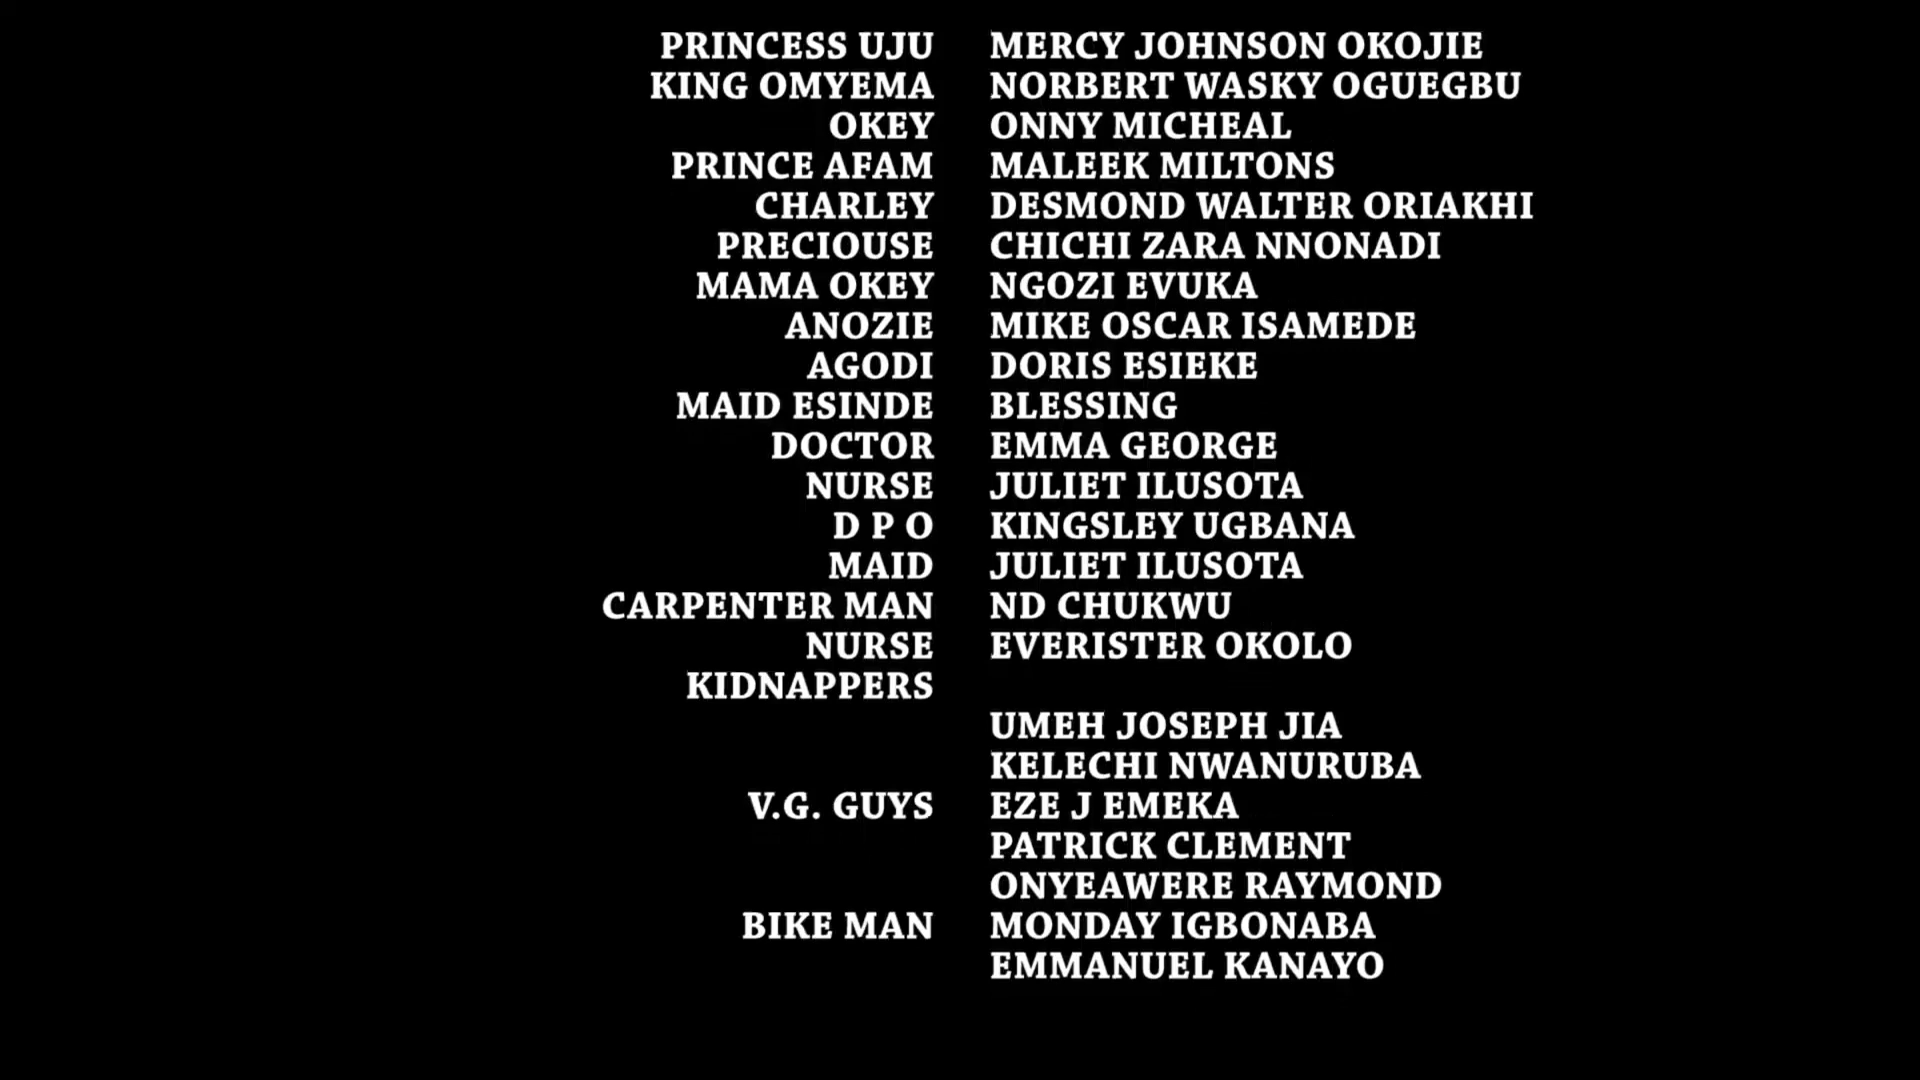 PRINCESS UJU MERCY JOHNSON OKOJIE
KING OMYEMA NORBERT WASKY OGUEGBU
OKEY ONNY MICHEAL
PRINCE AFAM MALEEK MILTONS
CHARLEY DESMOND WALTER ORIAKHI
PRECIOUSE CHICHI ZARA NNONADI
MAMA OKEY NGOZI EVUKA
ANOZIE MIKE OSCAR ISAMEDE
AGODI DORIS ESIEKE
MAID ESINDE BLESSING
DOCTOR EMMA GEORGE
NURSE JULIET ILUSOTA
D P O KINGSLEY UGBANA
MAID JULIET ILUSOTA
CARPENTER MAN ND CHUKWU
NURSE EVERISTER OKOLO
KIDNAPPERS
UMEH JOSEPH JIA
KELECHI NWANURUBA
V.G. GUYS EZE J EMEKA
PATRICK CLEMENT
ONYEAWERE RAYMOND
BIKE MAN MONDAY IGBONABA
EMMANUEL KANAYO